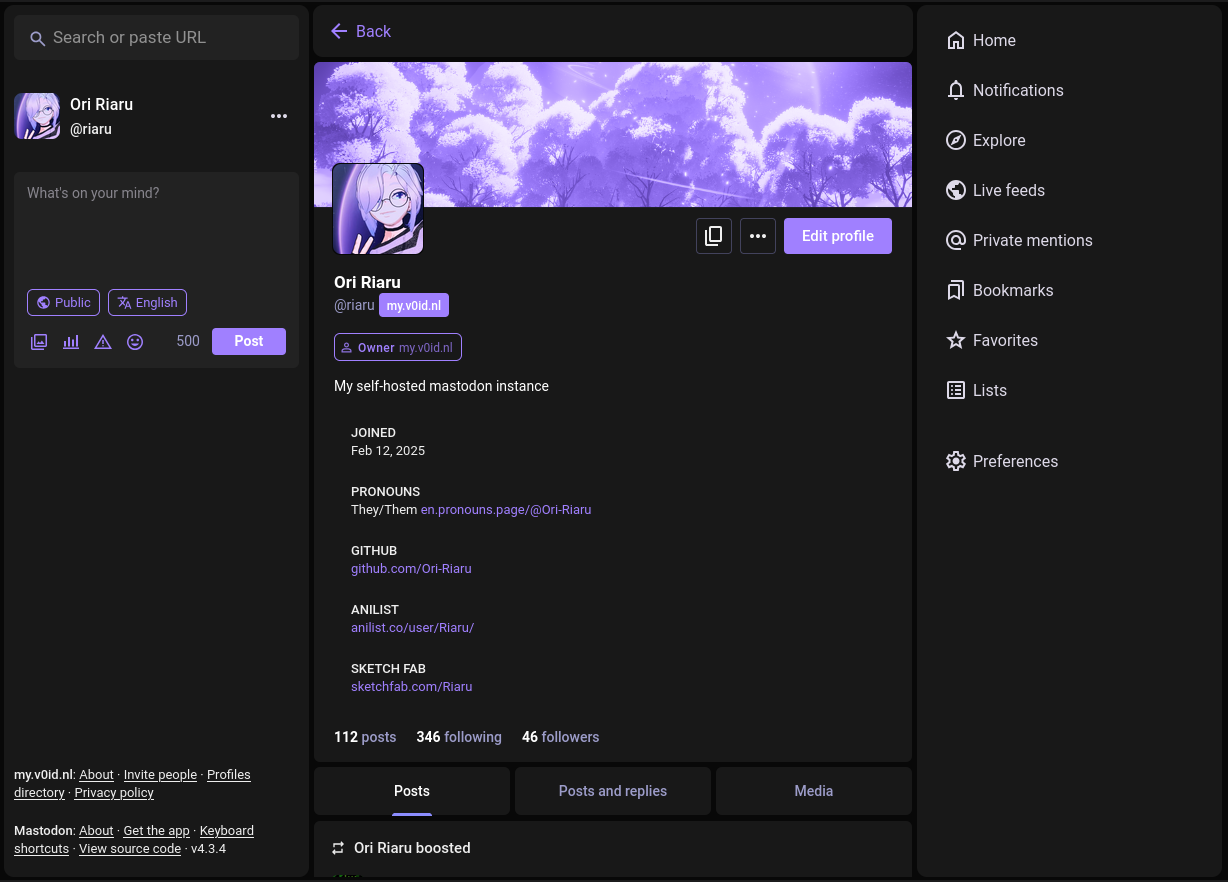 Search or paste URL
Ori Riaru
@riaru
What's on your mind?
Public
English
500
Post
my.v0id.nl: About · Invite people · Profiles
directory · Privacy policy
Mastodon: About · Get the app · Keyboard
shortcuts · View source code · v4.3.4
Back
Edit profile
Ori Riaru
@riaru my.v0id.nl
Owner my.v0id.nl
My self-hosted mastodon instance
JOINED
Feb 12, 2025
PRONOUNS
They/Them en.pronouns.page/@Ori-Riaru
GITHUB
github.com/Ori-Riaru
ANILIST
anilist.co/user/Riaru/
SKETCH FAB
sketchfab.com/Riaru
112 posts 346 following 46 followers
Posts
Posts and replies
Media
Ori Riaru boosted
Home
Notifications
Explore
Live feeds
Private mentions
Bookmarks
Favorites
Lists
Preferences